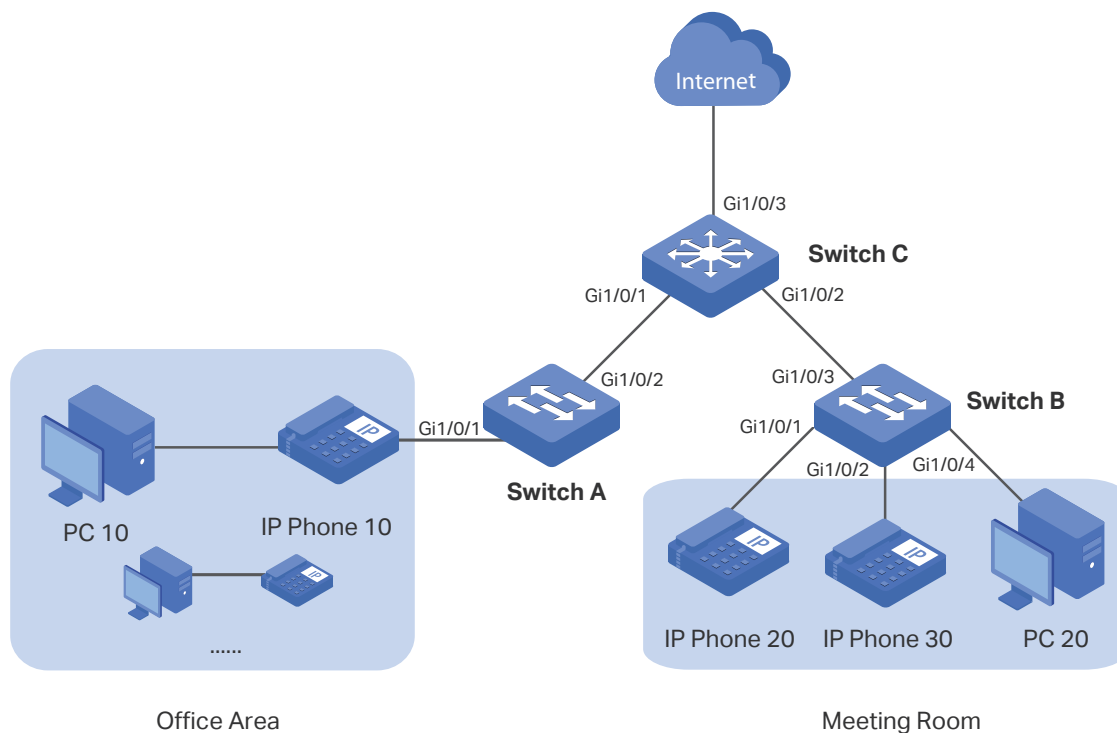 Internet
Gi1/0/3
Switch C
Gi1/0/1
Gi1/0/2
Gi1/0/2
Gi1/0/3
Switch B
Gi1/0/1
Gi1/0/1
Gi1/0/2
Gi1/0/4
Switch A
IP
PC 10
IP Phone 10
IP
......
IP
IP
IP Phone 20
IP Phone 30
PC 20
Office Area
Meeting Room